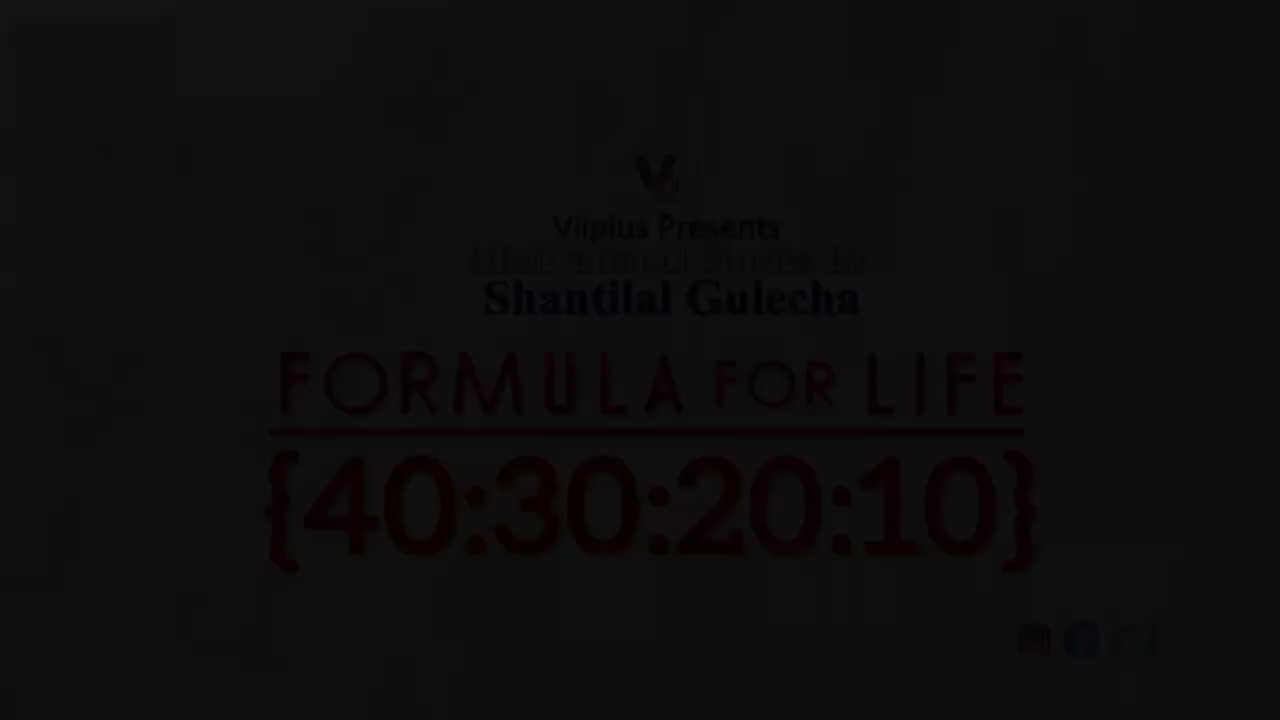 Viiplus Presents
Shantilal Gulecha
FORMULA FOR LIFE
{40:30:20:10}